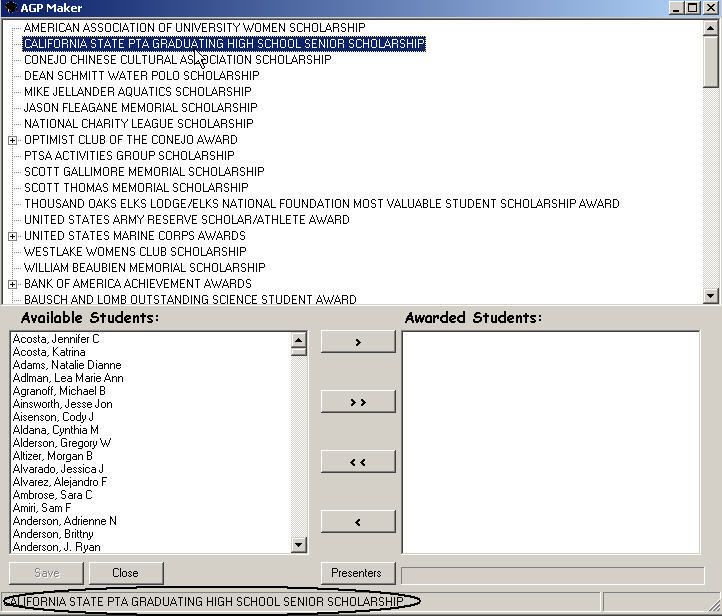 AGP Maker
AMERICAN ASSOCIATION OF UNIVERSITY WOMEN SCHOLARSHIP
CALIFORNIA STATE PTA GRADUATING HIGH SCHOOL SENIOR SCHOLARSHIP
CONEJO CHINESE CULTURAL ASSOCIATION SCHOLARSHIP
DEAN SCHMITT WATER POLO SCHOLARSHIP
MIKE JELLANDER AQUATICS SCHOLARSHIP
JASON FLEAGANE MEMORIAL SCHOLARSHIP
NATIONAL CHARITY LEAGUE SCHOLARSHIP
OPTIMIST CLUB OF THE CONEJO AWARD
PTSA ACTIVITIES GROUP SCHOLARSHIP
SCOTT GALLIMORE MEMORIAL SCHOLARSHIP
SCOTT THOMAS MEMORIAL SCHOLARSHIP
THOUSAND OAKS ELKS LODGE/ELKS NATIONAL FOUNDATION MOST VALUABLE STUDENT SCHOLARSHIP AWARD
UNITED STATES ARMY RESERVE SCHOLAR/ATHLETE AWARD
UNITED STATES MARINE CORPS AWARDS
WESTLAKE WOMENS CLUB SCHOLARSHIP
WILLIAM BEAUBIEN MEMORIAL SCHOLARSHIP
BANK OF AMERICA ACHIEVEMENT AWARDS
BAUSCH AND LOMB OUTSTANDING SCIENCE STUDENT AWARD
Available Students:
Acosta, Jennifer C
Acosta, Katrina
Adams, Natalie Dianne
Adlman, Lea Marie Ann
Agranoff, Michael B
Ainsworth, Jesse Jon
Aisenson, Cody J
Aldana, Cynthia M
Alderson, Gregory W
Altizer, Morgan B
Alvarado, Jessica J
Alvarez, Alejandro F
Ambrose, Sara C
Amiri, Sam F
Anderson, Adrienne N
Anderson, Brittny
Anderson, J. Ryan
>
>>
<<
<
Awarded Students:
Save
Close
Presenters
CALIFORNIA STATE PTA GRADUATING HIGH SCHOOL SENIOR SCHOLARSHIP